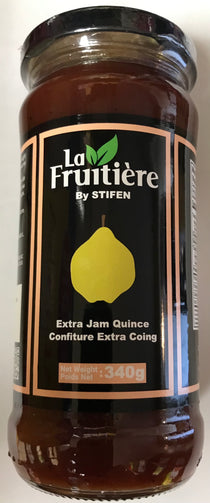 La
Fruitière
By STIFEN
Extra Jam Quince
Confiture Extra Coing
Net Weight :
Poids Net : 340g